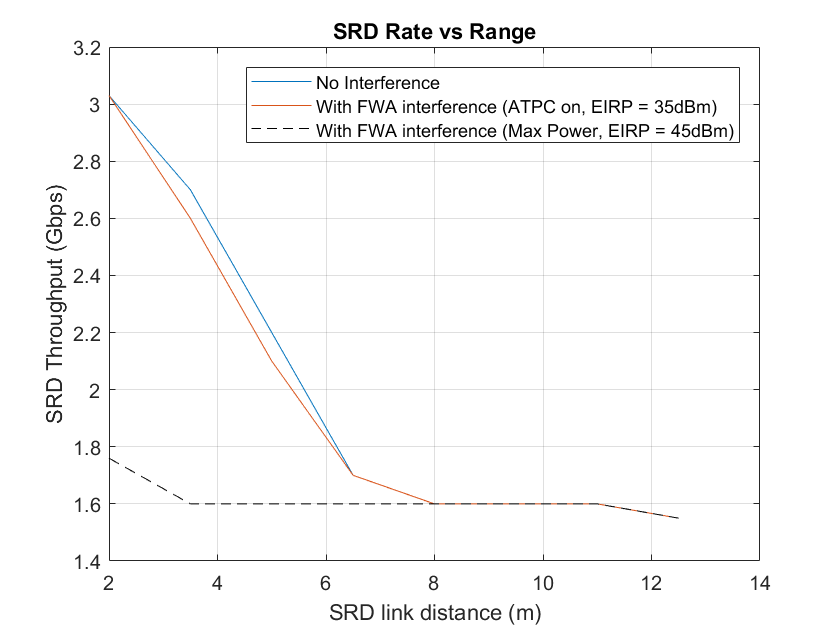 SRD Rate vs Range
3.2
3
2.8
2.6
2.4
2.2
2
1.8
1.6
1.4
SRD Throughput (Gbps)
No Interference
With FWA interference (ATPC on, EIRP = 35dBm)
With FWA interference (Max Power, EIRP = 45dBm)
2 4 6 8 10 12 14
SRD link distance (m)